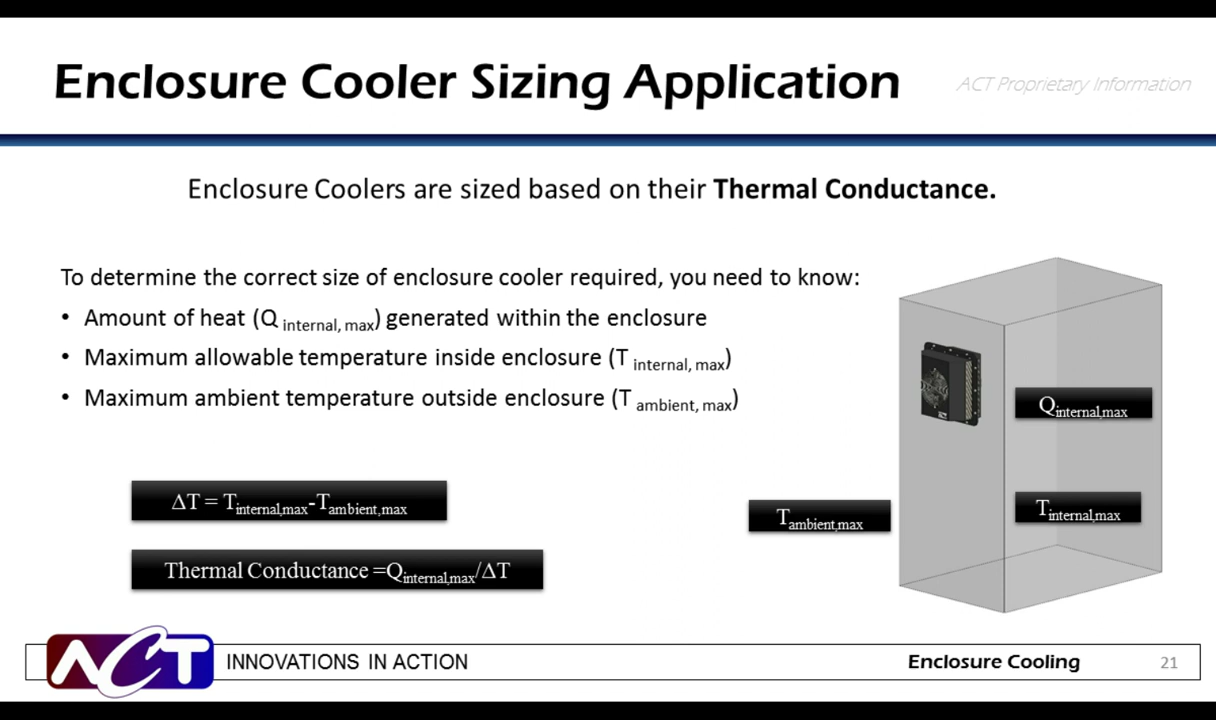 Enclosure Cooler Sizing Application
ACT Proprietary Information
Enclosure Coolers are sized based on their Thermal Conductance.
To determine the correct size of enclosure cooler required, you need to know:
• Amount of heat (Q internal, max) generated within the enclosure
• Maximum allowable temperature inside enclosure (T internal, max)
• Maximum ambient temperature outside enclosure (T ambient, max)
Qinternal,max
ΔT = Tinternal,max-Tambient,max
Tambient,max
Tinternal,max
Thermal Conductance =Qinternal,max/ΔT
ACT
INNOVATIONS IN ACTION
Enclosure Cooling
21